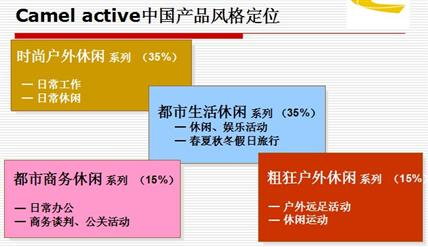 Camel active中国产品风格定位
时尚户外休闲 系列 （35%）
— 日常工作
— 日常休闲
都市生活休闲 系列 （35%）
— 休闲、娱乐活动
— 春夏秋冬假日旅行
都市商务休闲 系列 （15%）
— 日常办公
— 商务谈判、公关活动
粗狂户外休闲 系列 （15%
— 户外远足活动
— 休闲运动